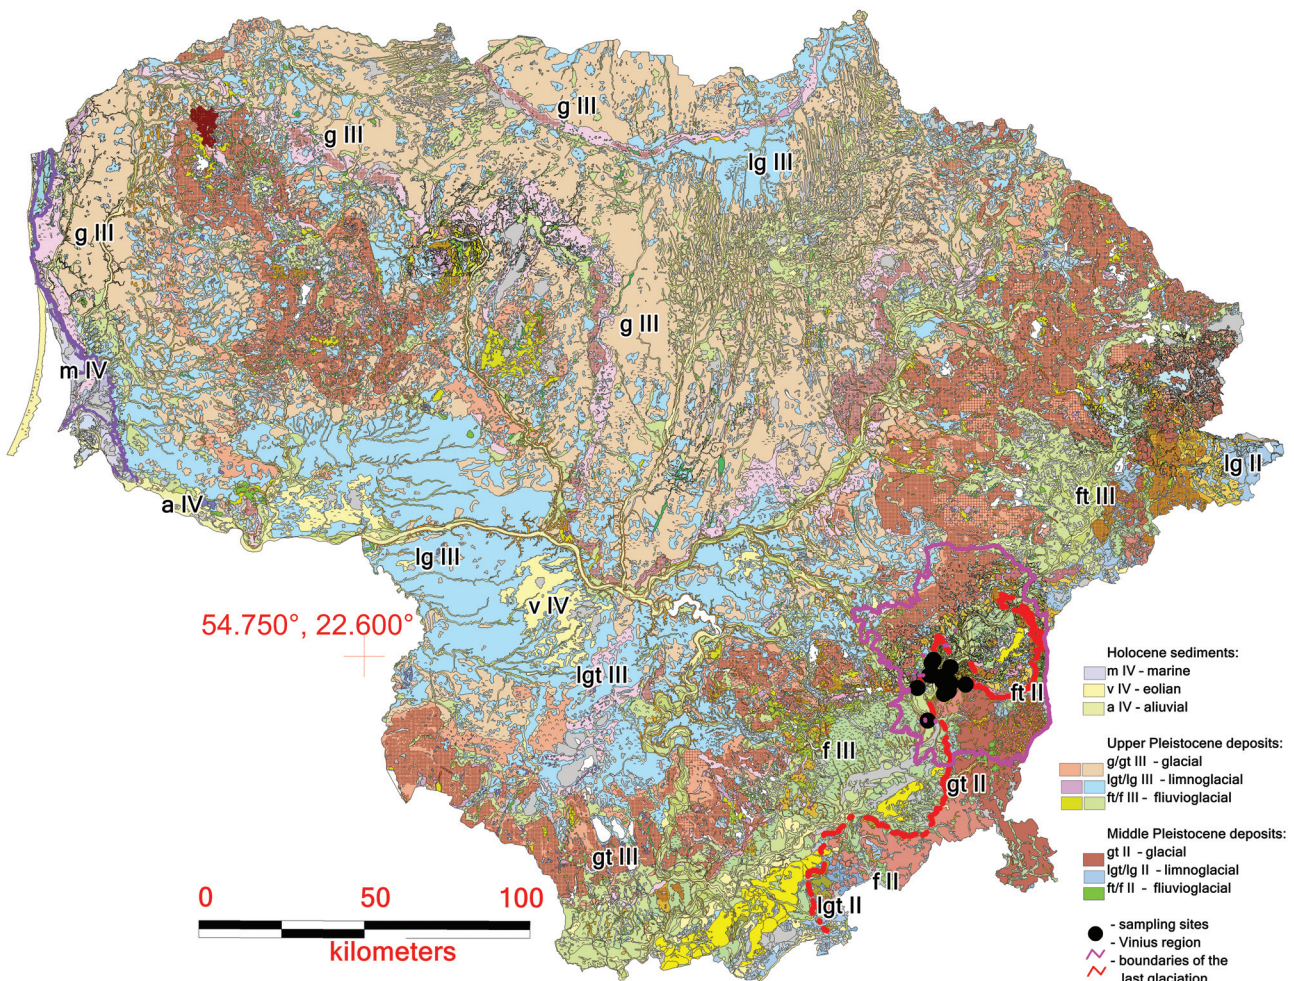 g III
g III
lg III
g III
g III
m IV
lg II
ft III
a IV
lg III
v IV
54.750°, 22.600°
lgt III
ft II
f III
gt II
gt III
f II
lgt II
0 50 100
kilometers
Holocene sediments:
m IV - marine
v IV - eolian
a IV - aliuvial
Upper Pleistocene deposits:
g/gt III - glacial
lgt/lg III - limnoglacial
ft/f III - fliuvioglacial
Middle Pleistocene deposits:
gt II - glacial
lgt/lg II - limnoglacial
ft/f II - fliuvioglacial
- sampling sites
- Vinius region
- boundaries of the
last glaciation